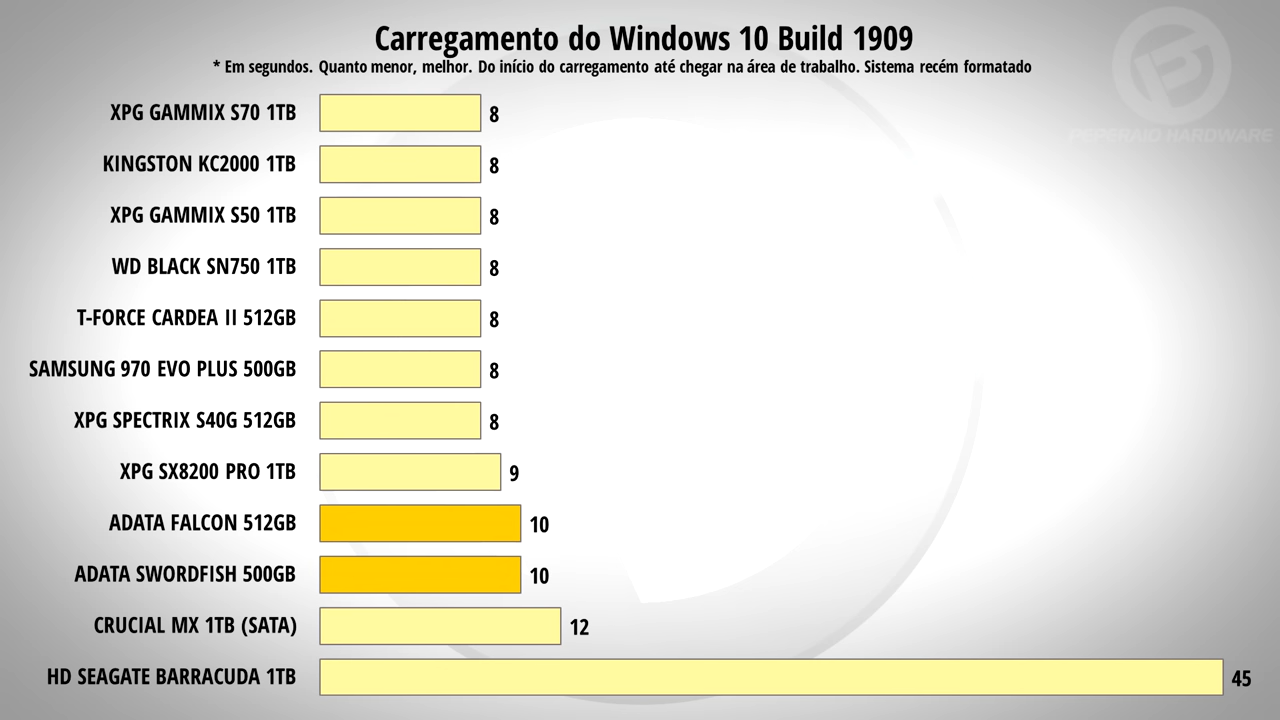 Carregamento do Windows 10 Build 1909
* Em segundos. Quanto menor, melhor. Do início do carregamento até chegar na área de trabalho. Sistema recém formatado
PEPERAIO HARDWARE
XPG GAMMIX S70 1TB 8
KINGSTON KC2000 1TB 8
XPG GAMMIX S50 1TB 8
WD BLACK SN750 1TB 8
T-FORCE CARDEA II 512GB 8
SAMSUNG 970 EVO PLUS 500GB 8
XPG SPECTRIX S40G 512GB 8
XPG SX8200 PRO 1TB 9
ADATA FALCON 512GB 10
ADATA SWORDFISH 500GB 10
CRUCIAL MX 1TB (SATA) 12
HD SEAGATE BARRACUDA 1TB 45